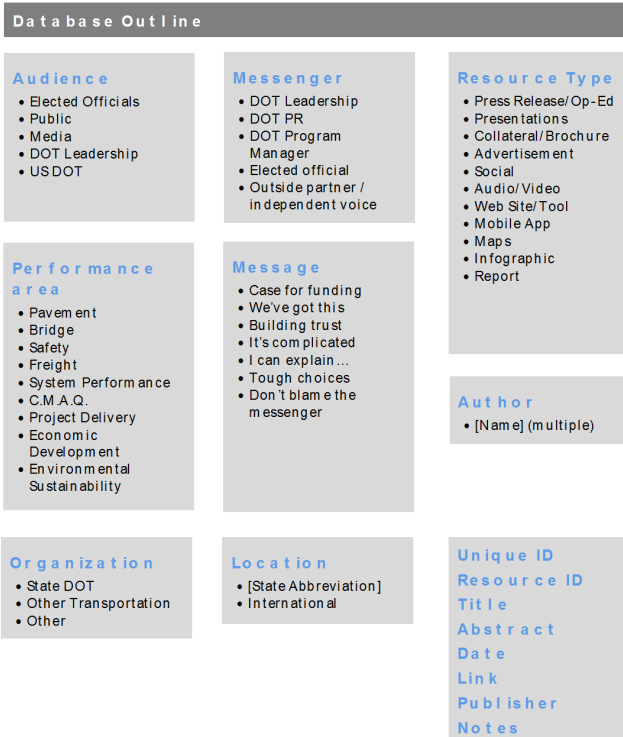 Database Outline
Audience
• Elected Officials
• Public
• Media
• DOT Leadership
• USDOT
Messenger
• DOT Leadership
• DOT PR
• DOT Program
Manager
• Elected official
• Outside partner /
independent voice
Resource Type
• Press Release/Op-Ed
• Presentations
• Collateral/Brochure
• Advertisement
• Social
• Audio/Video
• Web Site/Tool
• Mobile App
• Maps
• Infographic
• Report
Performance
area
• Pavement
• Bridge
• Safety
• Freight
• System Performance
• C.M.A.Q.
• Project Delivery
• Economic
Development
• Environmental
Sustainability
Message
• Case for funding
• We've got this
• Building trust
• It's complicated
• I can explain...
• Tough choices
• Don't blame the
messenger
Author
• [Name] (multiple)
Organization
• State DOT
• Other Transportation
• Other
Location
• [State Abbreviation]
• International
Unique ID
Resource ID
Title
Abstract
Date
Link
Publisher
Notes